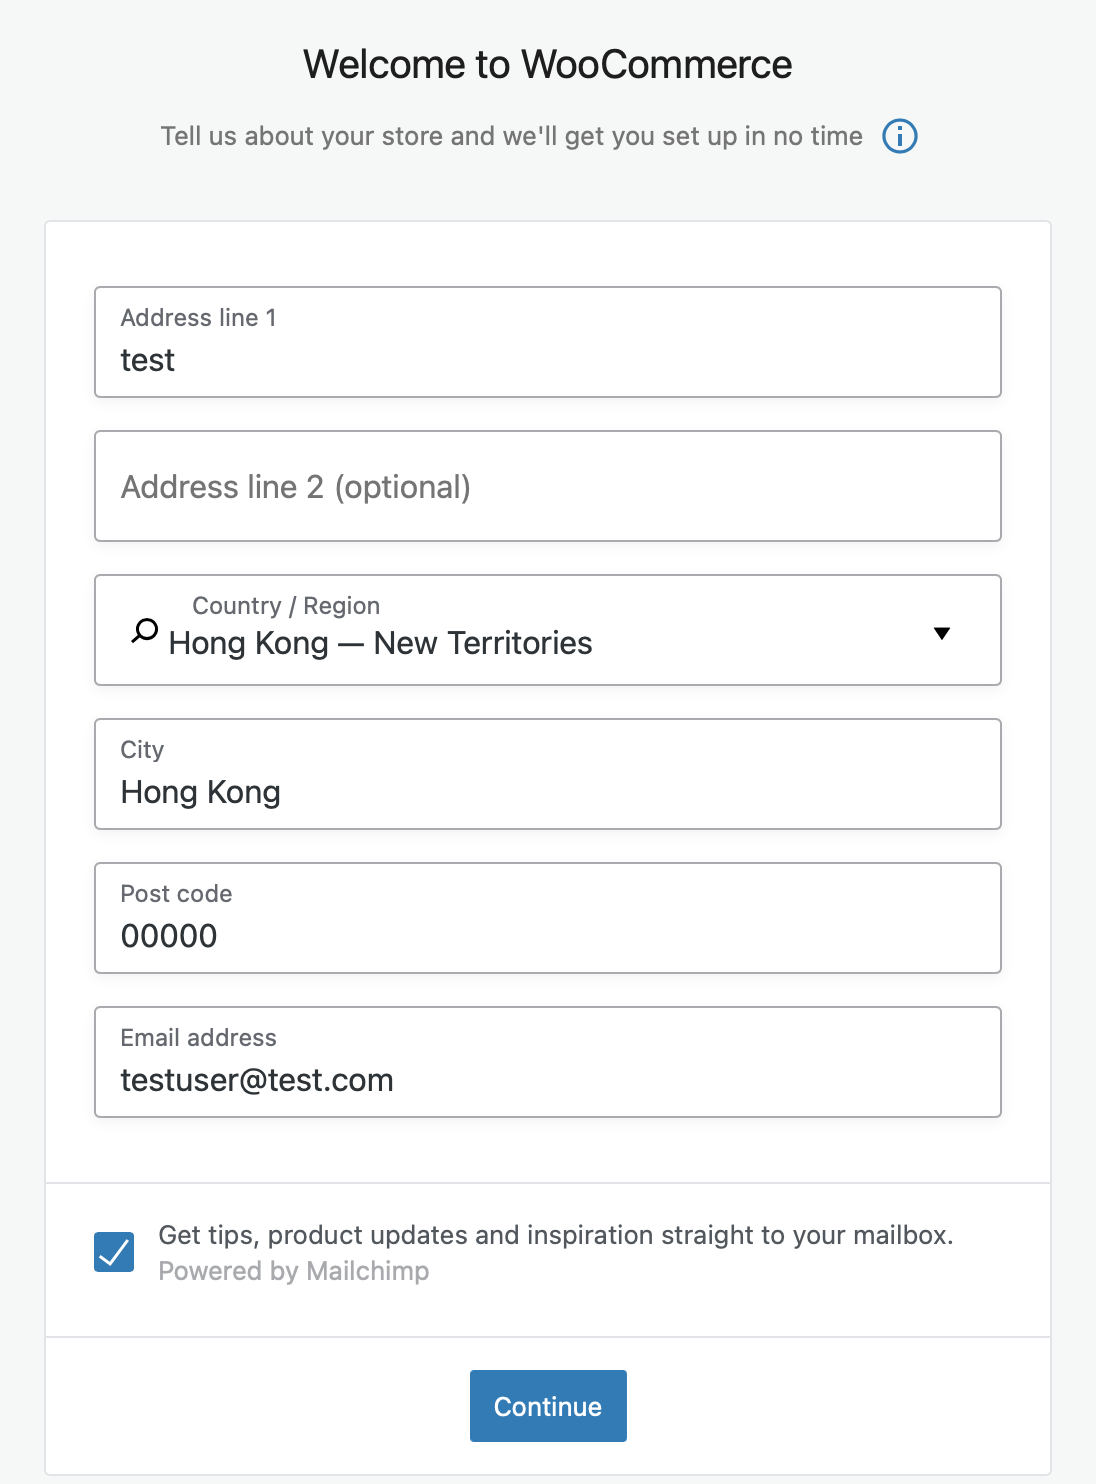 Welcome to WooCommerce
Tell us about your store and we'll get you set up in no time
Address line 1
test
Address line 2 (optional)
Country / Region
Hong Kong — New Territories
City
Hong Kong
Post code
00000
Email address
testuser@test.com
Get tips, product updates and inspiration straight to your mailbox.
Powered by Mailchimp
Continue